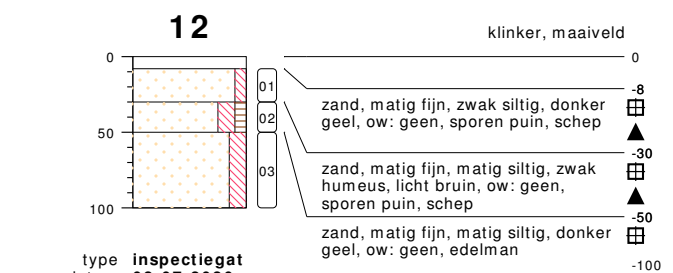 12
klinker, maaiveld
0
0
-8
01
zand, matig fijn, zwak siltig, donker
geel, ow: geen, sporen puin, schep
02
50
-30
zand, matig fijn, matig siltig, zwak
humeus, licht bruin, ow: geen,
sporen puin, schep
03
100
-50
zand, matig fijn, matig siltig, donker
geel, ow: geen, edelman
-100
type inspectiegat